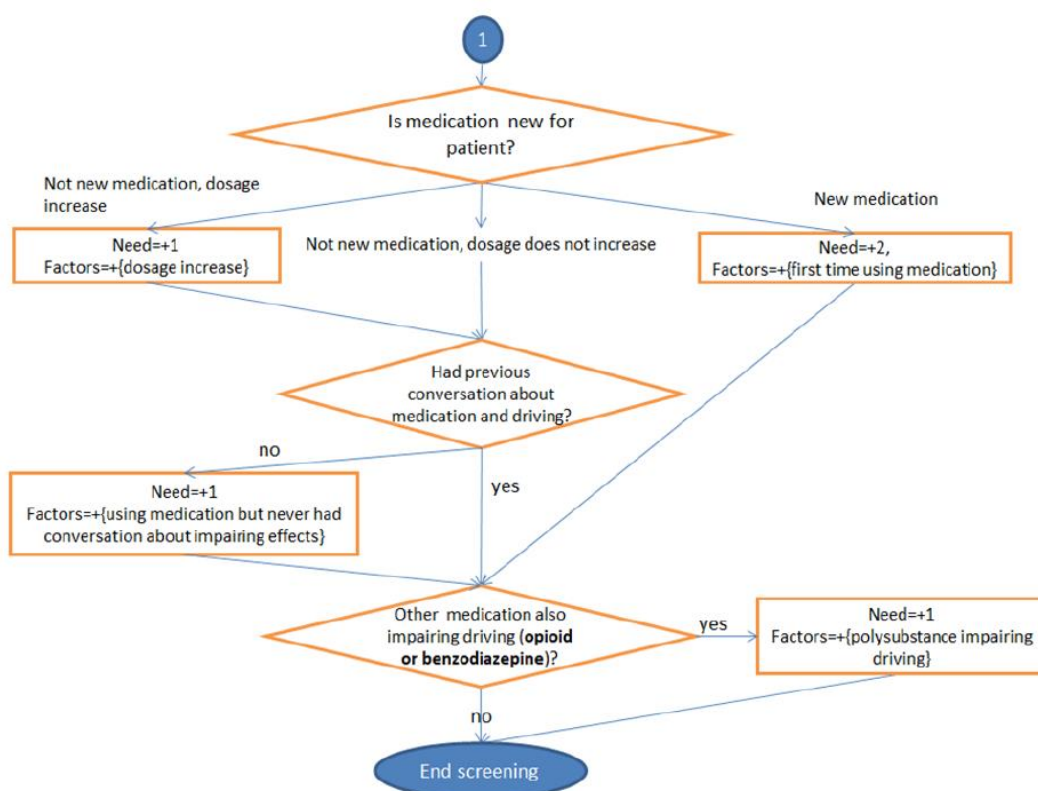 1
Is medication new for
patient?
Not new medication, dosage
increase
New medication
Need=+1
Factors=+{dosage increase}
Not new medication, dosage does not increase
Need=+2,
Factors=+{first time using medication}
Had previous
conversation about
medication and driving?
no
yes
Need=+1
Factors=+{using medication but never had
conversation about impairing effects}
Other medication also
impairing driving (opioid
or benzodiazepine)?
yes
Need=+1
Factors=+{polysubstance impairing
driving}
no
End screening